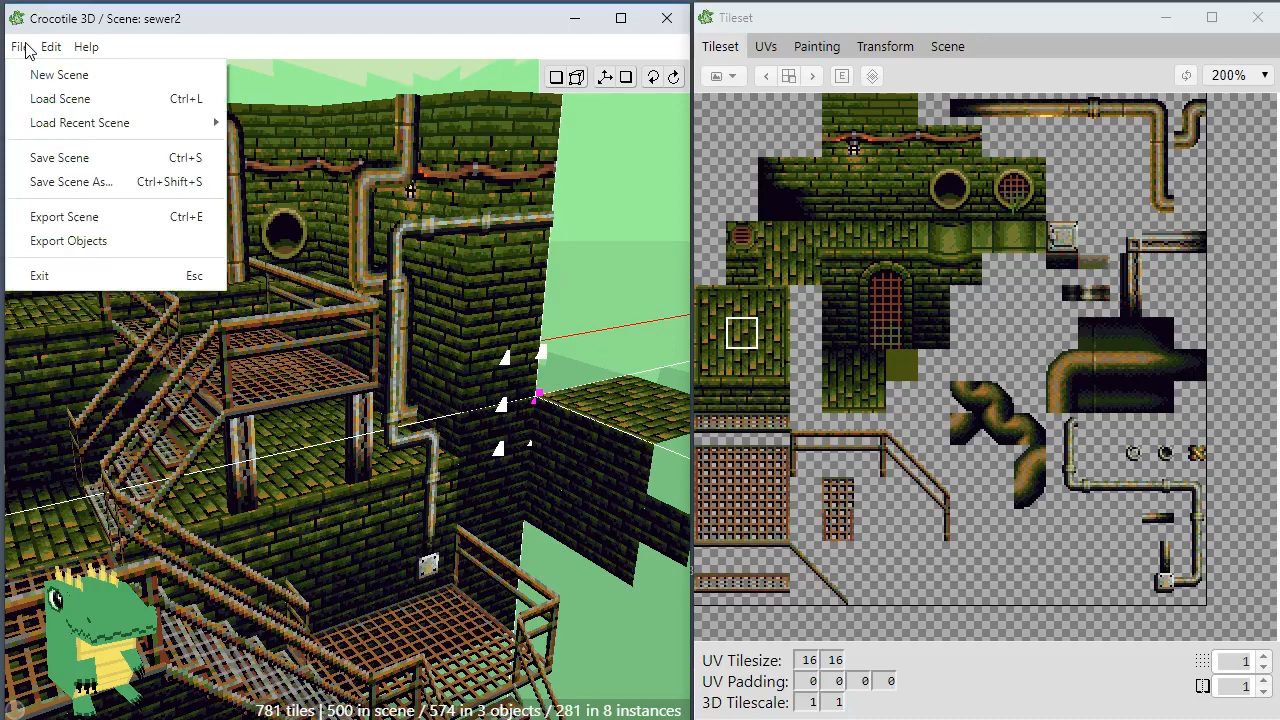 Crocotile 3D / Scene: sewer2
File Edit Help
New Scene
Load Scene Ctrl+L
Load Recent Scene
Save Scene Ctrl+S
Save Scene As... Ctrl+Shift+S
Export Scene Ctrl+E
Export Objects
Exit Esc
781 tiles | 500 in scene / 574 in 3 objects / 281 in 8 instances
Tileset
Tileset UVs Painting Transform Scene
E 200%
UV Tilesize: 16 16 1
UV Padding: 0 0 0 0 1
3D Tilescale: 1 1